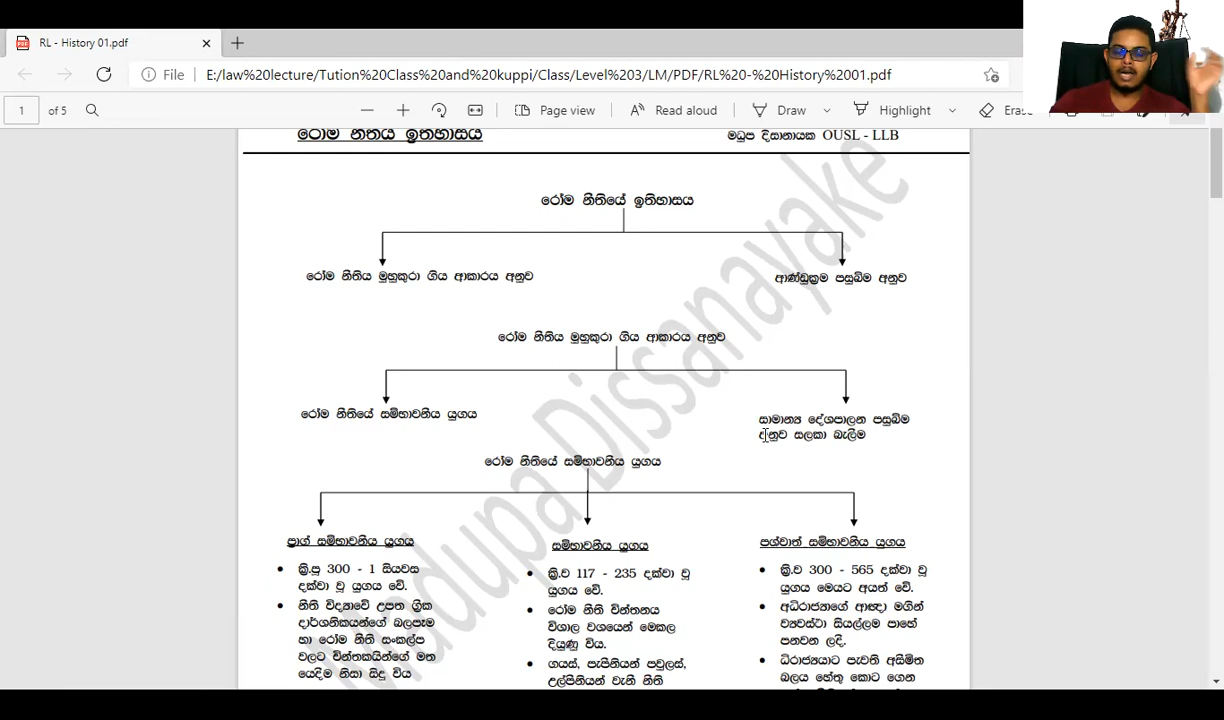 RL - History 01.pdf
File E:/law%20lecture/Tution%20Class%20and%20kuppi/Class/Level%203/LM/PDF/RL%20-%20History%2001.pdf
1 of 5 Page view Read aloud Draw Highlight
රෝම නීතිය ඉතිහාසය මධුප දිසානායක OUSL - LLB
රෝම නීතියේ ඉතිහාසය
රෝම නීතිය මුහුකුරා ගිය ආකාරය අනුව
ආණ්ඩුක්‍රම පසුබිම අනුව
රෝම නීතිය මුහුකුරා ගිය ආකාරය අනුව
රෝම නීතියේ සම්භාවනීය යුගය
සාමාන්‍ය දේශපාලන පසුබිම
අනුව සලකා බැලීම
රෝම නීතියේ සම්භාවනීය යුගය
ප්‍රාග් සම්භාවනීය යුගය
• ක්‍රි.පූ 300 - 1 සියවස
දක්වා වූ යුගය වේ.
• නීති විද්‍යාවේ උපත ග්‍රීක
දාර්ශනිකයන්ගේ බලපෑම
හා රෝම නීති සංකල්ප
වලට චින්තකයින්ගේ මත
යෙදීම නිසා සිදු විය
සම්භාවනීය යුගය
• ක්‍රි.ව 117 - 235 දක්වා වූ
යුගය වේ.
• රෝම නීති චින්තනය
විශාල වශයෙන් මෙකල
දියුණු විය.
• ගයස්, පැපිනියන් පවුලස්,
උල්පිනියන් වැනි නීති
පශ්චාත් සම්භාවනීය යුගය
• ක්‍රි.ව 300 - 565 දක්වා වූ
යුගය මෙයට අයත් වේ.
• අධිරාජ්‍යාගේ ආඥා මගින්
ව්‍යවස්ථා සියල්ලම පාහේ
පනවන ලදි.
• ධිරාජ්‍යයාට පැවති අසීමිත
බලය හේතු කොට ගෙන
Madupa Dissanayake